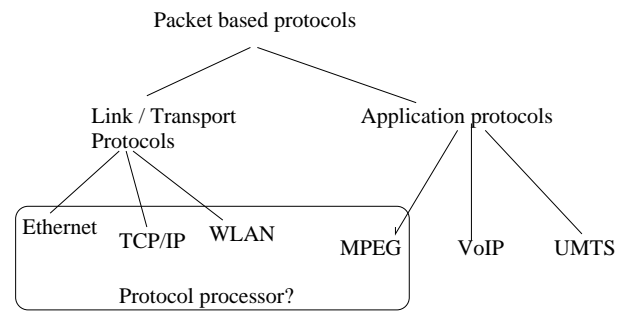 Packet based protocols
Link / Transport
Protocols
Application protocols
Ethernet
TCP/IP
WLAN
MPEG
VoIP
UMTS
Protocol processor?